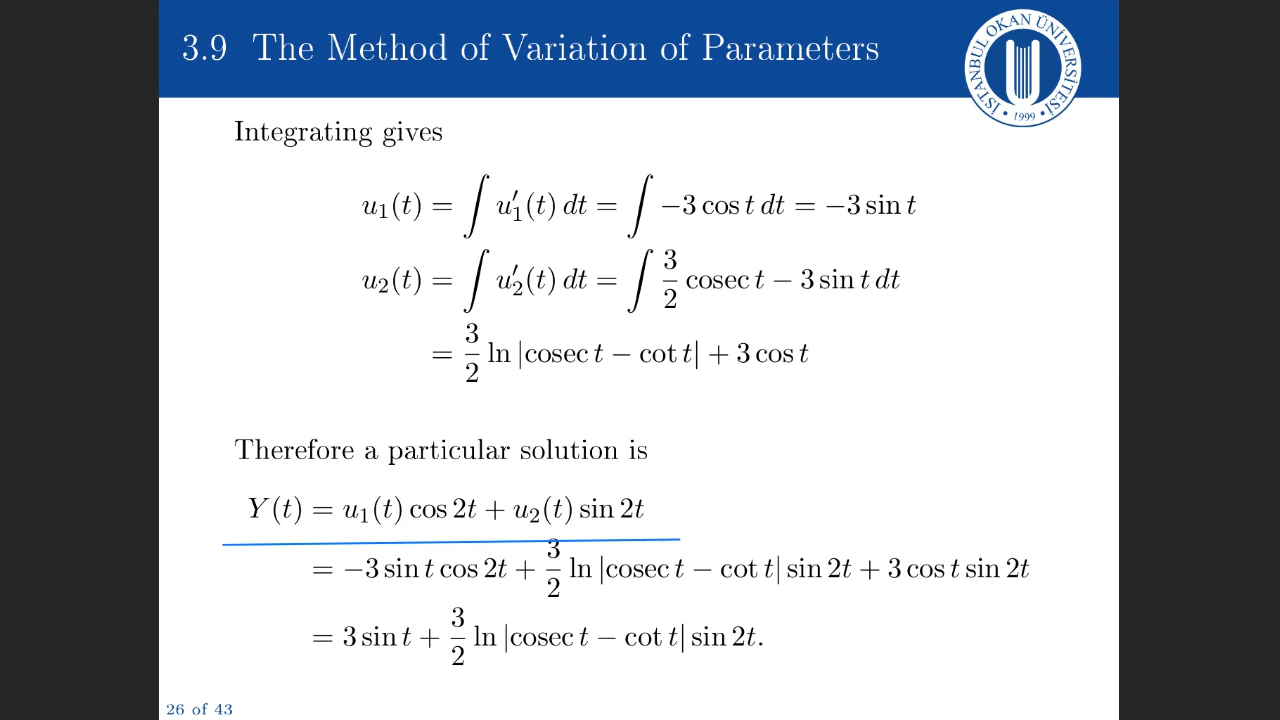 3.9 The Method of Variation of Parameters
İSTANBUL OKAN ÜNİVERSİTESİ
• 1999 •
Integrating gives
u₁(t) = ∫ u₁′(t) dt = ∫ −3 cos t dt = −3 sin t
u₂(t) = ∫ u₂′(t) dt = ∫ 3/2 cosec t − 3 sin t dt
= 3/2 ln |cosec t − cot t| + 3 cos t
Therefore a particular solution is
Y(t) = u₁(t) cos 2t + u₂(t) sin 2t
= −3 sin t cos 2t + 3/2 ln |cosec t − cot t| sin 2t + 3 cos t sin 2t
= 3 sin t + 3/2 ln |cosec t − cot t| sin 2t.
26 of 43